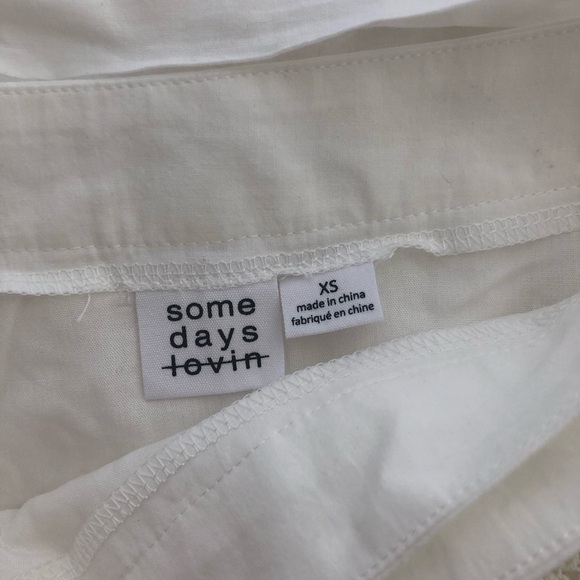 some
days
lovin
XS
made in china
fabriqué en chine